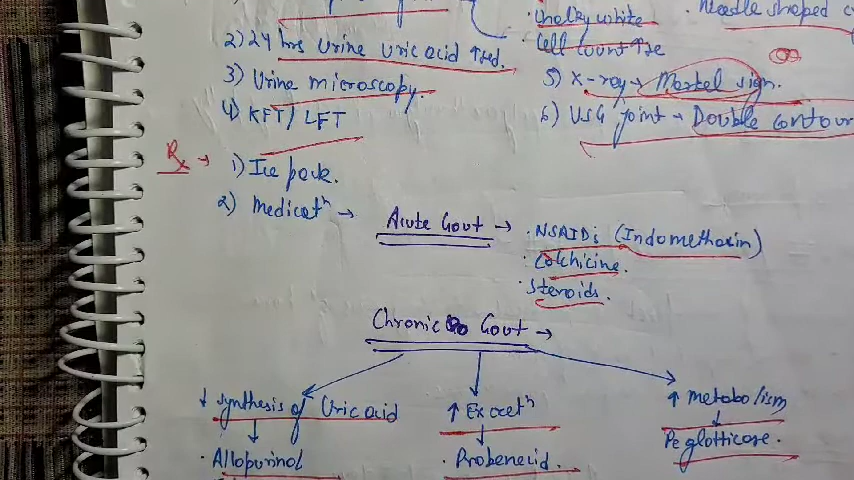 Chalky white
Needle shaped
2) 24 hrs Urine Uric acid ↑sed.
Cell count ↑se
3) Urine microscopy.
5) X-ray → Martel sign.
4) KFT/LFT
6) USG joint → Double contour
Rx →
1) Ice pack.
2) Medicatⁿ →
Acute Gout →
· NSAIDs (Indomethacin)
· Colchicine.
· Steroids.
Chronic Gout →
↓ synthesis of Uric acid
↓
· Allopurinol
↑ Excretⁿ
↓
· Probenecid.
↑ metabolism
↓
Peglotticase.